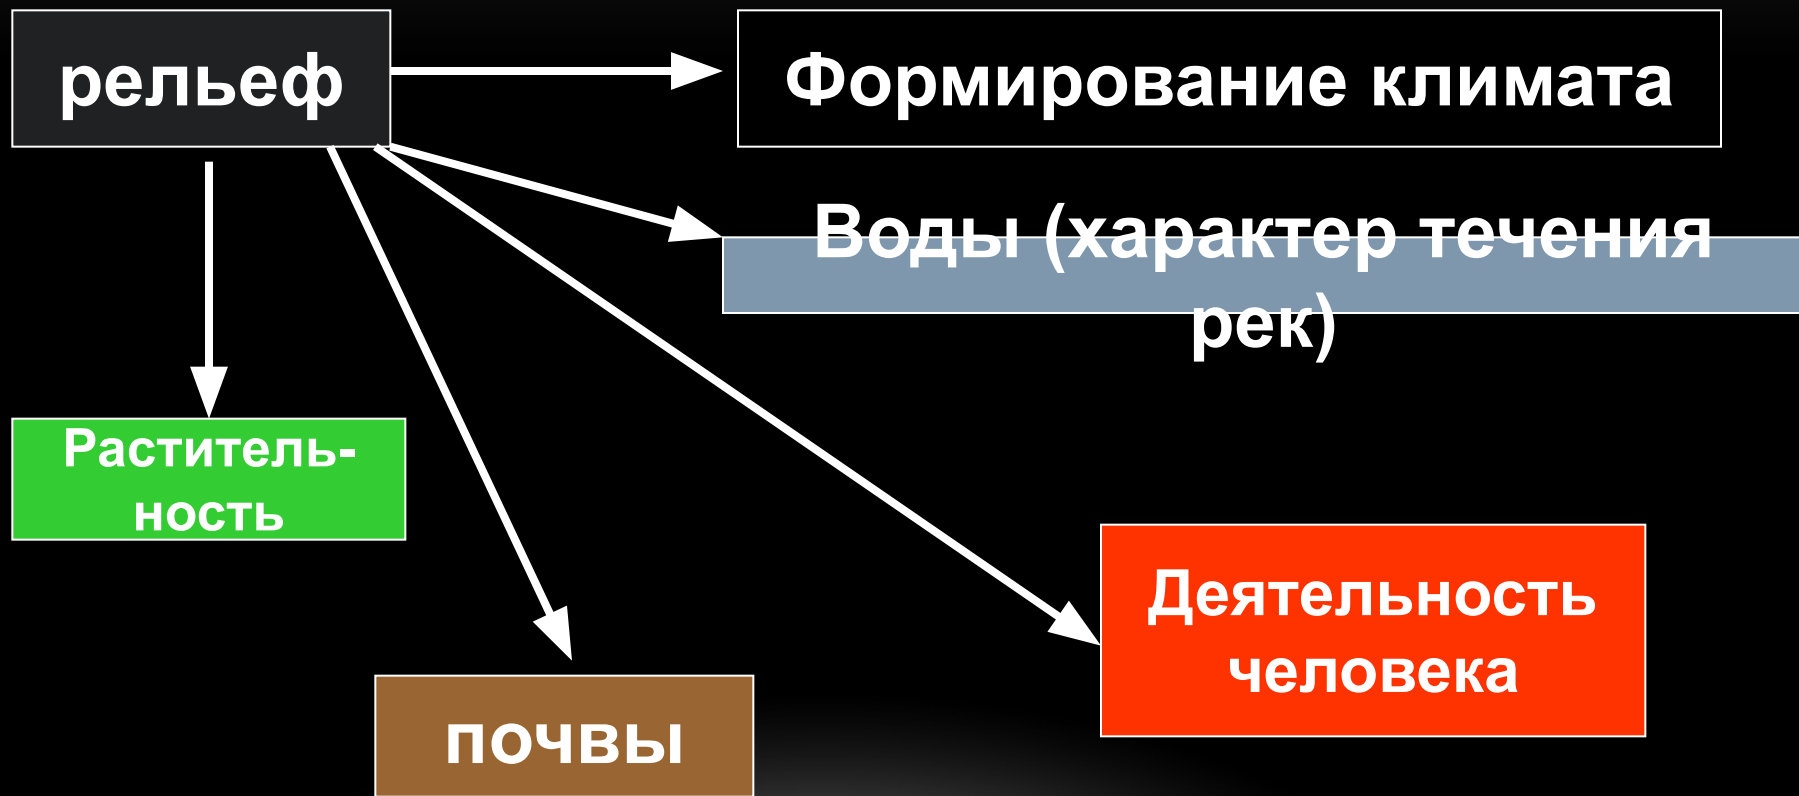 рельеф
Формирование климата
Воды (характер течения
рек)
Раститель-
ность
Деятельность
человека
почвы